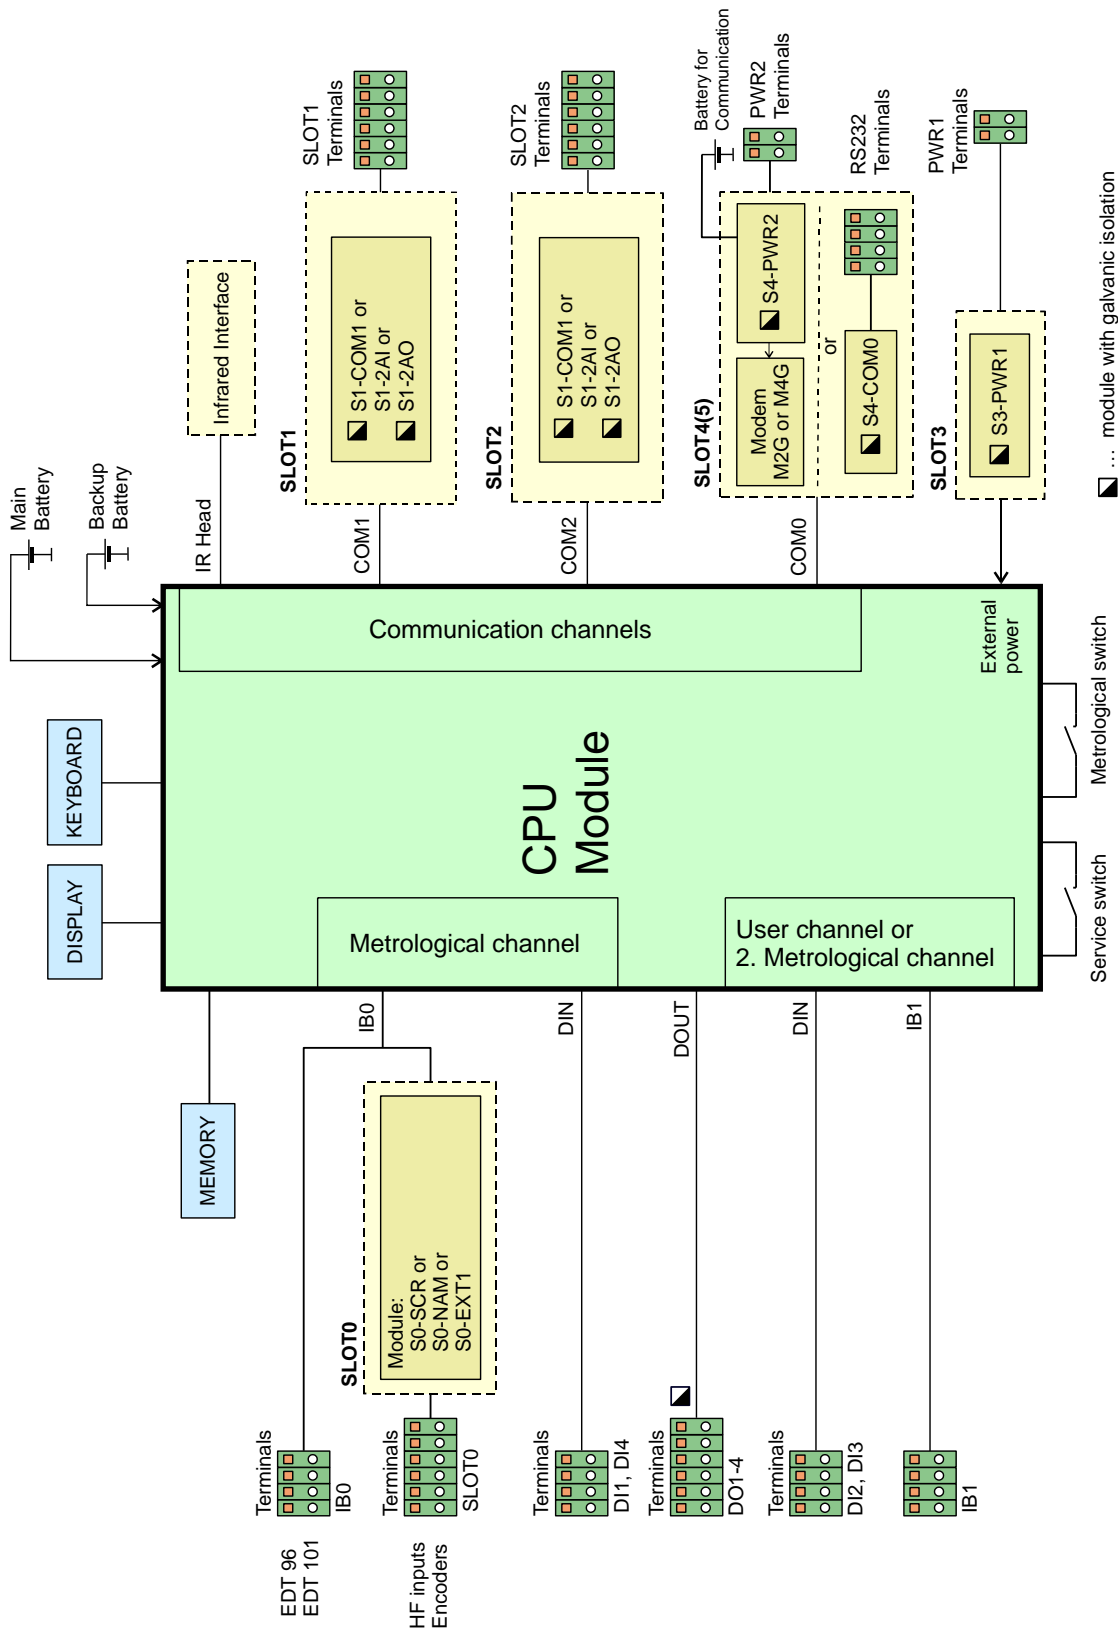 EDT 96
EDT 101
Terminals
IB0
HF inputs
Encoders
Terminals
SLOT0
SLOT0
Module:
S0-SCR or
S0-NAM or
S0-EXT1
IB0
Terminals
DI1, DI4
DIN
Terminals
DO1-4
DOUT
Terminals
DI2, DI3
DIN
IB1
IB1
MEMORY
DISPLAY
KEYBOARD
Main
Battery
Backup
Battery
CPU
Module
Metrological channel
User channel or
2. Metrological channel
Communication channels
External
power
Service switch
Metrological switch
IR Head
Infrared Interface
COM1
SLOT1
S1-COM1 or
S1-2AI or
S1-2AO
SLOT1
Terminals
COM2
SLOT2
S1-COM1 or
S1-2AI or
S1-2AO
SLOT2
Terminals
COM0
SLOT4(5)
Modem
M2G or M4G
S4-PWR2
Battery for
Communication
PWR2
Terminals
or
S4-COM0
RS232
Terminals
SLOT3
S3-PWR1
PWR1
Terminals
... module with galvanic isolation